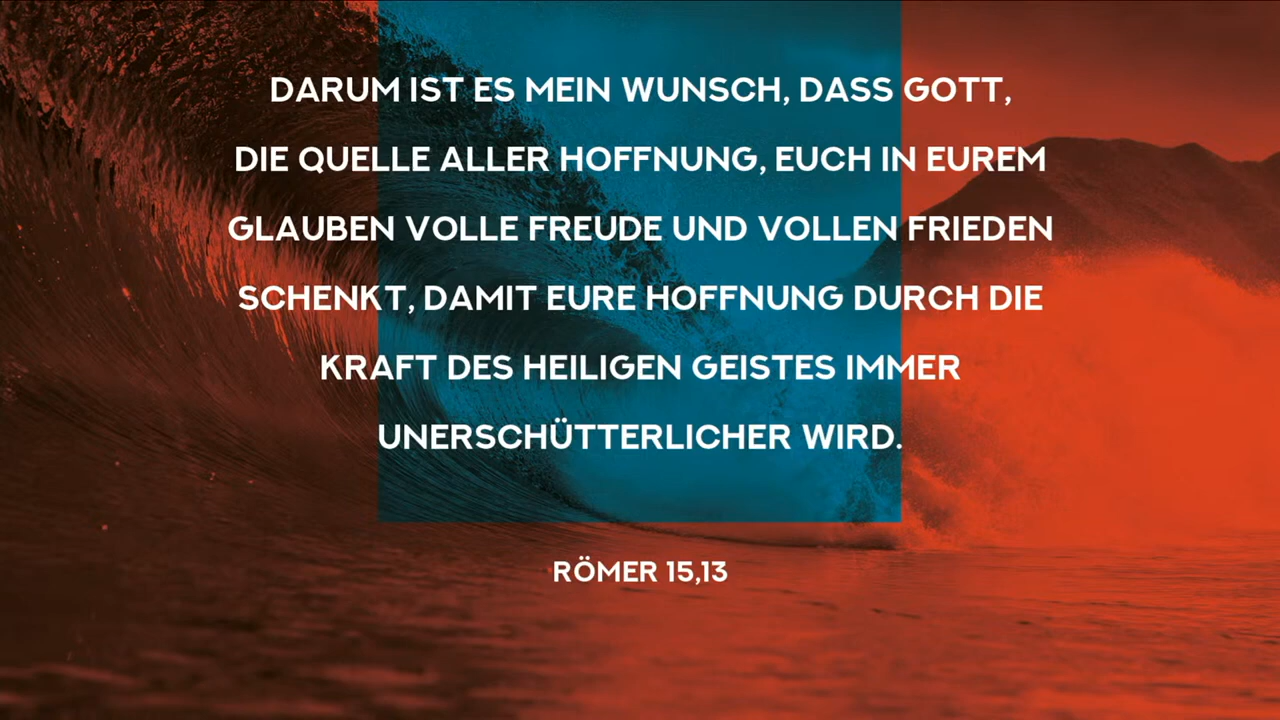 DARUM IST ES MEIN WUNSCH, DASS GOTT,
DIE QUELLE ALLER HOFFNUNG, EUCH IN EUREM
GLAUBEN VOLLE FREUDE UND VOLLEN FRIEDEN
SCHENKT, DAMIT EURE HOFFNUNG DURCH DIE
KRAFT DES HEILIGEN GEISTES IMMER
UNERSCHÜTTERLICHER WIRD.
RÖMER 15,13